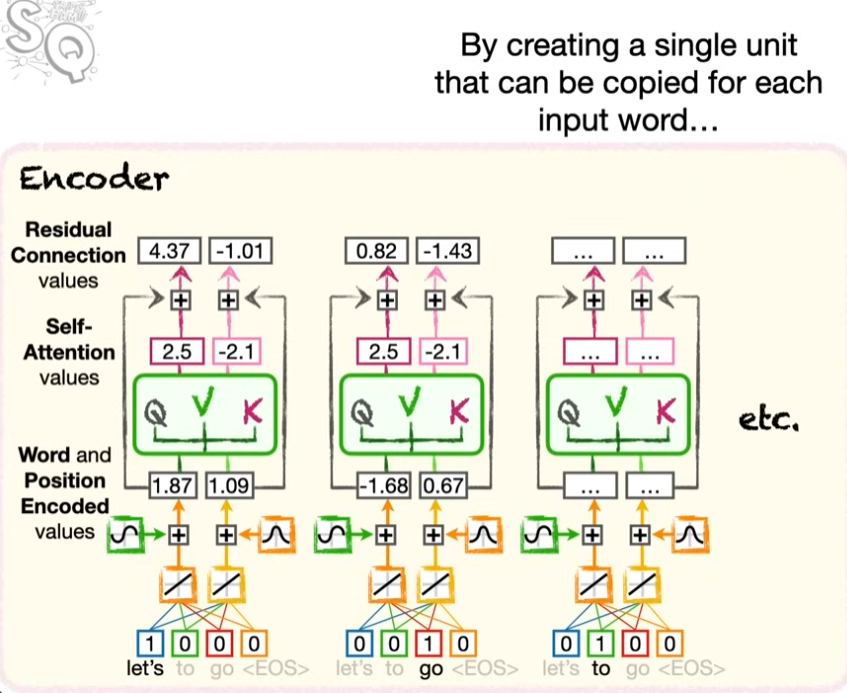 SQ
By creating a single unit
that can be copied for each
input word...
Encoder
Residual
Connection
values
4.37 -1.01 0.82 -1.43 ... ...
+ + + + + +
Self-
Attention
values
2.5 -2.1 2.5 -2.1 ... ...
Q V K Q V K Q V K
etc.
Word and
Position
Encoded
values
1.87 1.09 -1.68 0.67 ... ...
+ + + + + +
1 0 0 0 0 0 1 0 0 1 0 0
let's to go <EOS> let's to go <EOS> let's to go <EOS>